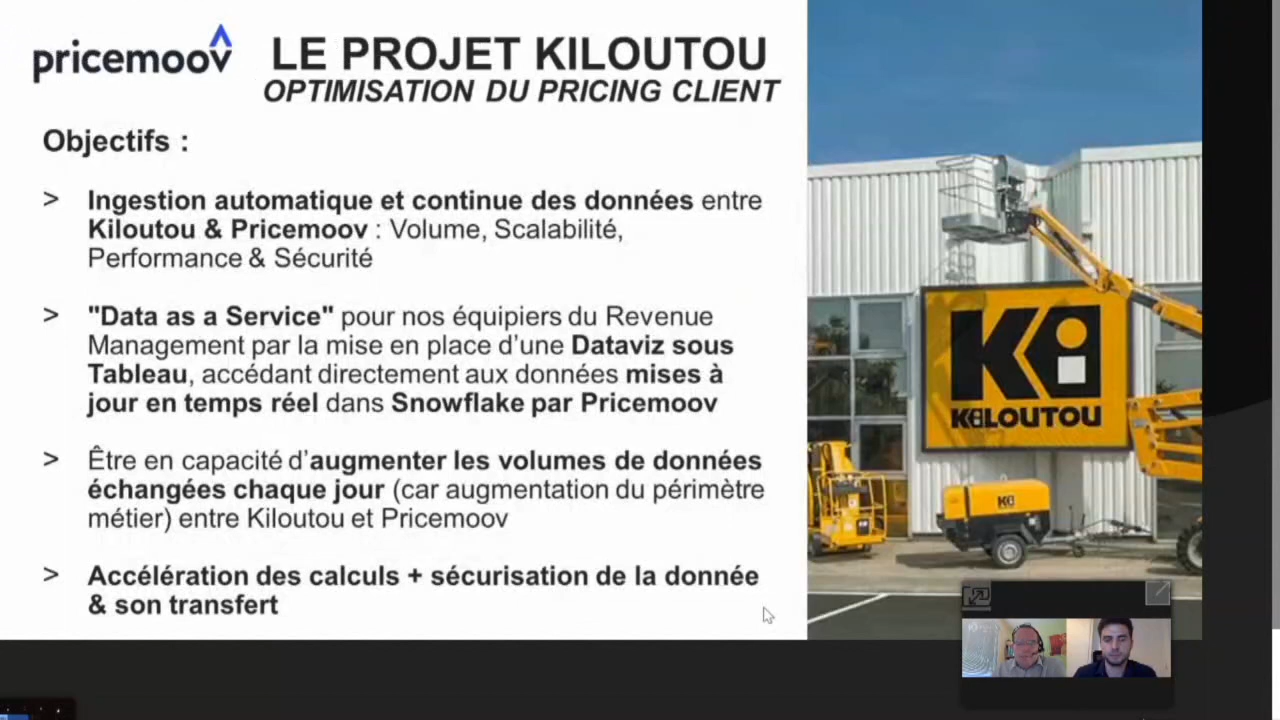 pricemoov
LE PROJET KILOUTOU
OPTIMISATION DU PRICING CLIENT
Objectifs :
> Ingestion automatique et continue des données entre
Kiloutou & Pricemoov : Volume, Scalabilité,
Performance & Sécurité
> "Data as a Service" pour nos équipiers du Revenue
Management par la mise en place d'une Dataviz sous
Tableau, accédant directement aux données mises à
jour en temps réel dans Snowflake par Pricemoov
> Être en capacité d'augmenter les volumes de données
échangées chaque jour (car augmentation du périmètre
métier) entre Kiloutou et Pricemoov
> Accélération des calculs + sécurisation de la donnée
& son transfert
Ki
KILOUTOU
Ki